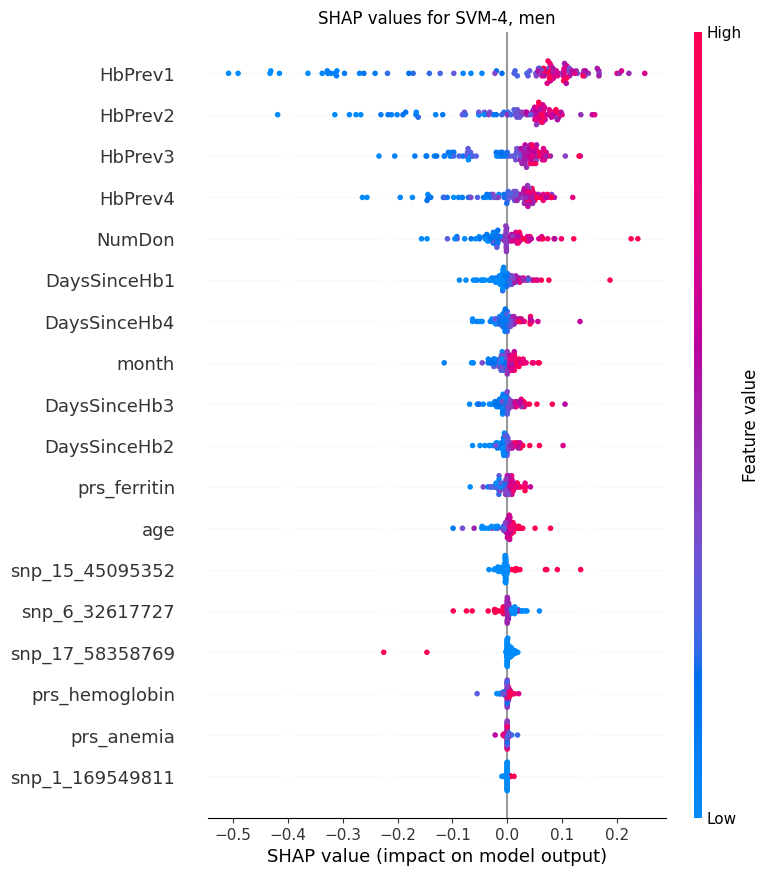 SHAP values for SVM-4, men
High
HbPrev1
HbPrev2
HbPrev3
HbPrev4
NumDon
DaysSinceHb1
DaysSinceHb4
month
DaysSinceHb3
DaysSinceHb2
prs_ferritin
age
snp_15_45095352
snp_6_32617727
snp_17_58358769
prs_hemoglobin
prs_anemia
snp_1_169549811
Feature value
Low
−0.5 −0.4 −0.3 −0.2 −0.1 0.0 0.1 0.2
SHAP value (impact on model output)